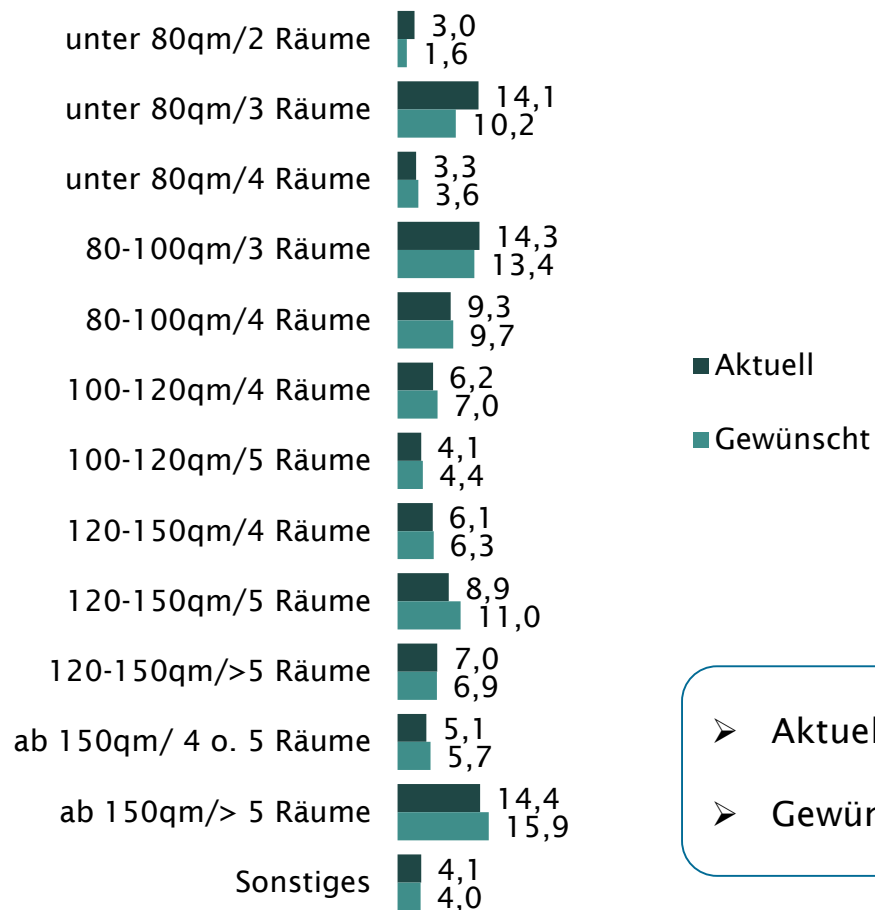 unter 80qm/2 Räume
3,0
1,6
unter 80qm/3 Räume
14,1
10,2
unter 80qm/4 Räume
3,3
3,6
80-100qm/3 Räume
14,3
13,4
80-100qm/4 Räume
9,3
9,7
100-120qm/4 Räume
6,2
7,0
100-120qm/5 Räume
4,1
4,4
120-150qm/4 Räume
6,1
6,3
120-150qm/5 Räume
8,9
11,0
120-150qm/>5 Räume
7,0
6,9
ab 150qm/ 4 o. 5 Räume
5,1
5,7
ab 150qm/> 5 Räume
14,4
15,9
Sonstiges
4,1
4,0
Aktuell
Gewünscht